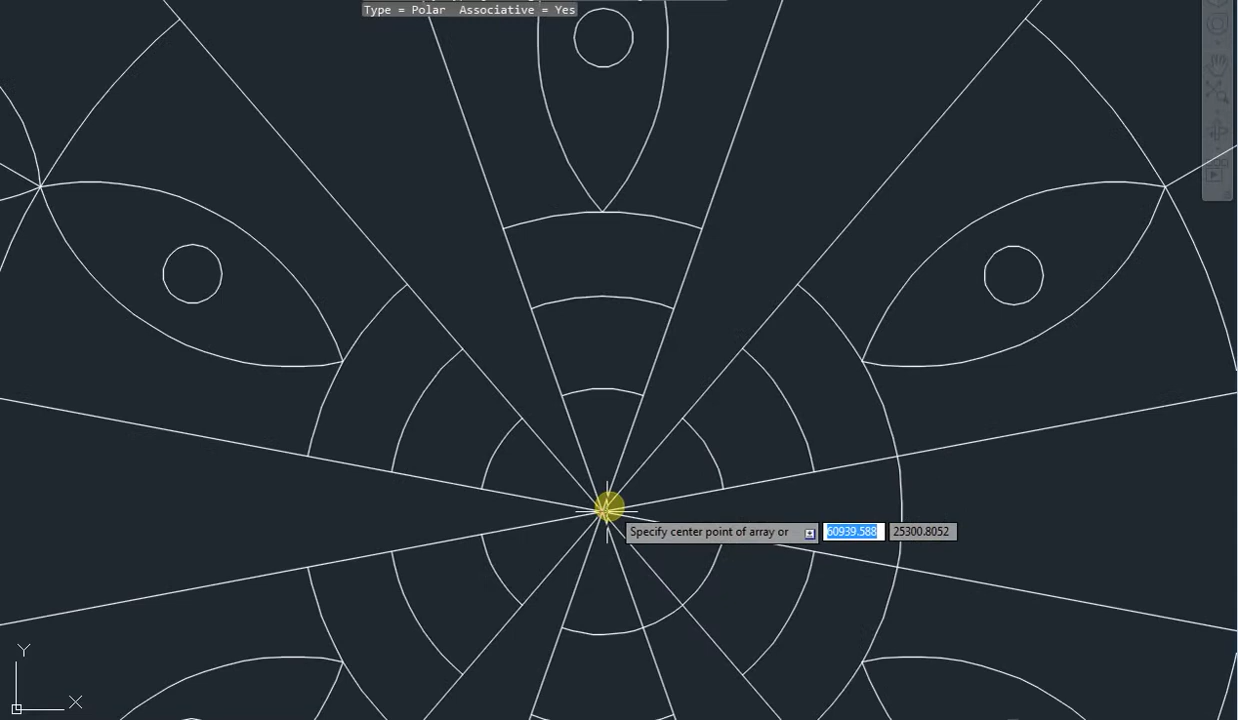 Type = Polar  Associative = Yes
Specify center point of array or
60939.588
25300.8052
Y
X